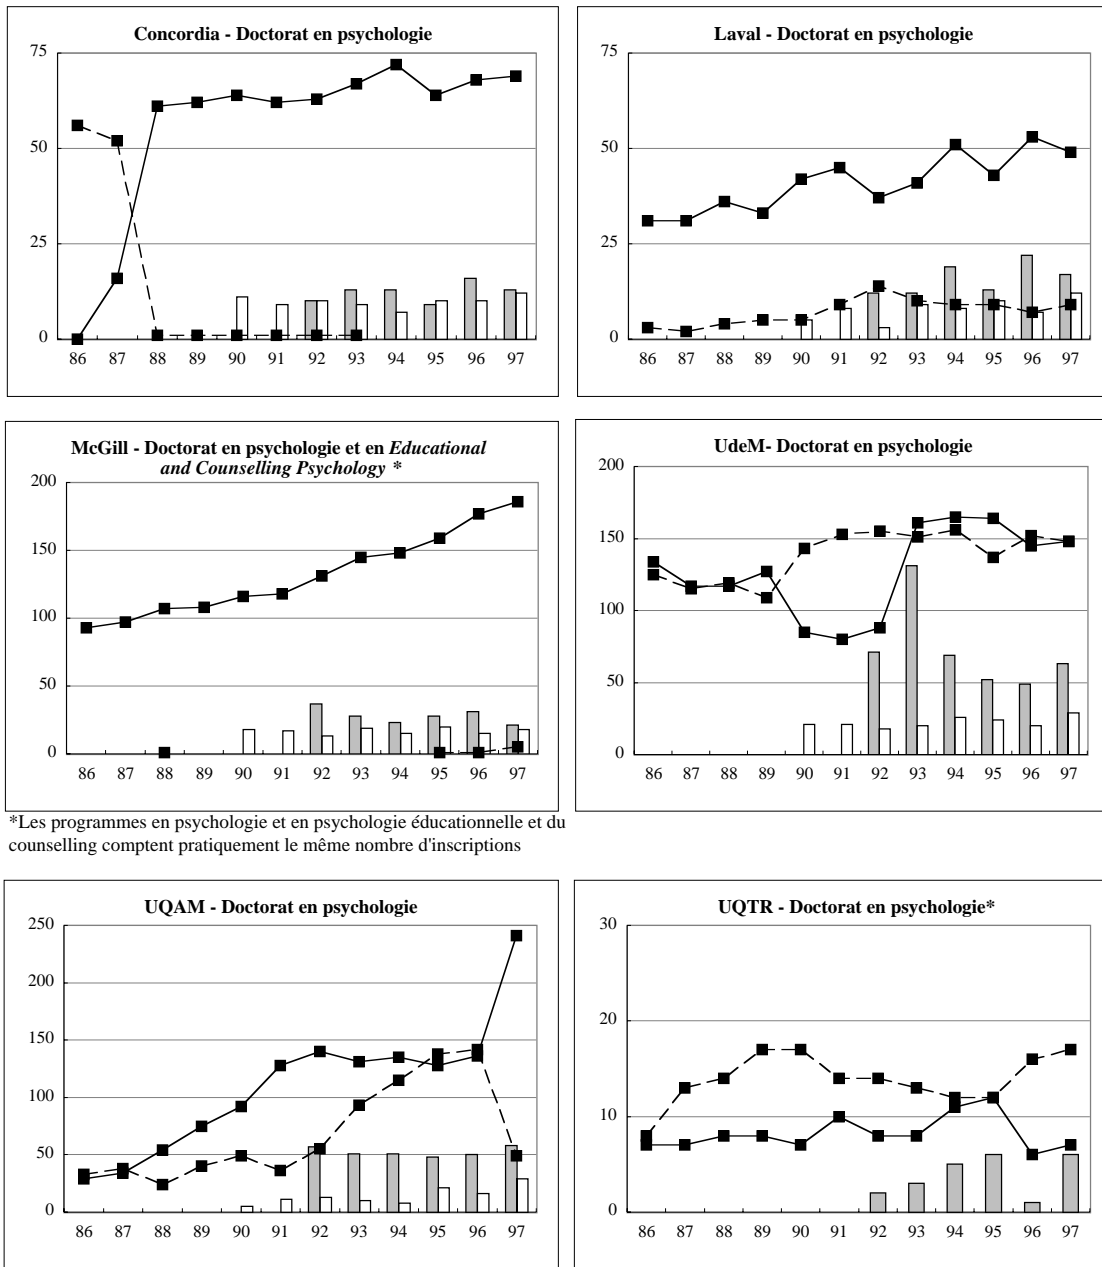 Concordia - Doctorat en psychologie
75
50
25
0
86 87 88 89 90 91 92 93 94 95 96 97
Laval - Doctorat en psychologie
75
50
25
0
86 87 88 89 90 91 92 93 94 95 96 97
McGill - Doctorat en psychologie et en Educational
and Counselling Psychology *
200
150
100
50
0
86 87 88 89 90 91 92 93 94 95 96 97
UdeM- Doctorat en psychologie
200
150
100
50
0
86 87 88 89 90 91 92 93 94 95 96 97
*Les programmes en psychologie et en psychologie éducationnelle et du
counselling comptent pratiquement le même nombre d'inscriptions
UQAM - Doctorat en psychologie
250
200
150
100
50
0
86 87 88 89 90 91 92 93 94 95 96 97
UQTR - Doctorat en psychologie*
30
20
10
0
86 87 88 89 90 91 92 93 94 95 96 97